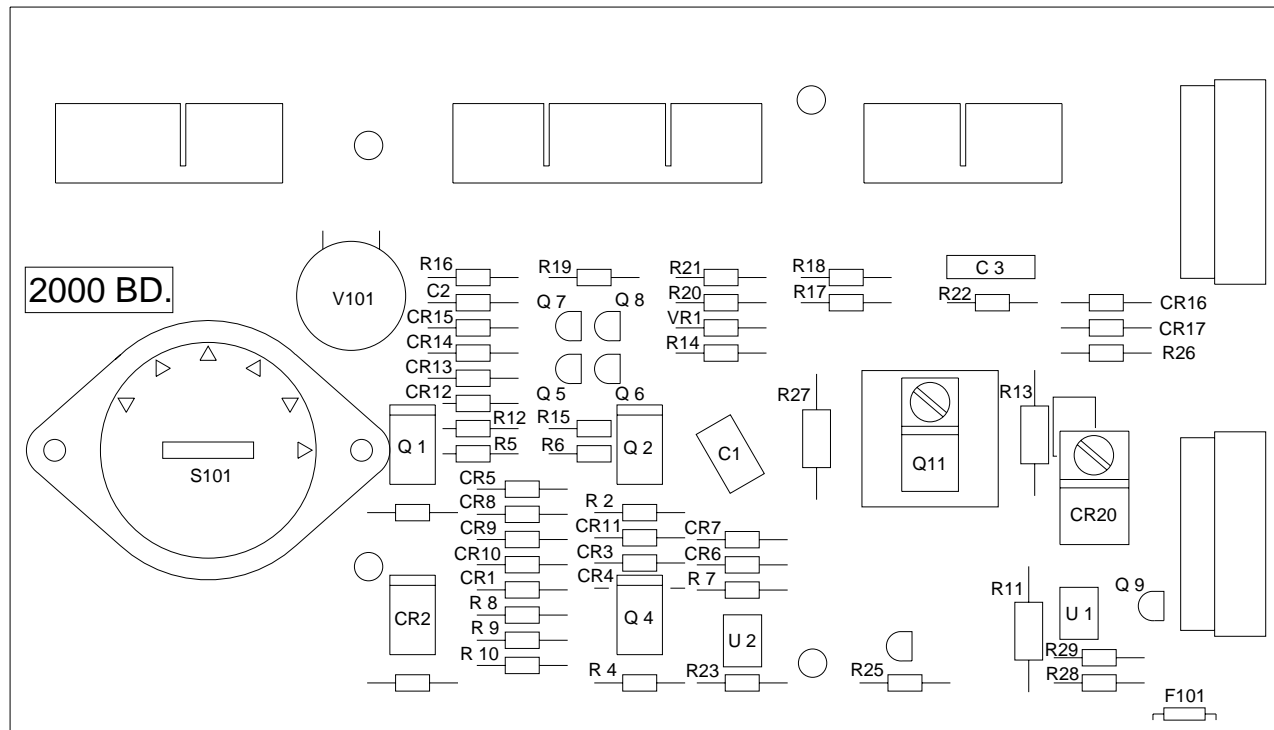 R16 R19 R21 R18 C 3
2000 BD. V101 C2 Q 7 Q 8 R20 R17 R22 CR16
CR15 VR1 CR17
CR14 R14 R26
CR13
CR12 Q 5 Q 6 R27 R13
R12 R15
Q 1 R5 R6 Q 2 C1 Q11
S101
CR5
CR8 R 2 CR20
CR9 CR11 CR7
CR10 CR3 CR6
CR1 CR4 R 7 R11 Q 9
CR2 R 8 Q 4 U 1
R 9 U 2
R 10 R29
R 4 R23 R25 R28
F101